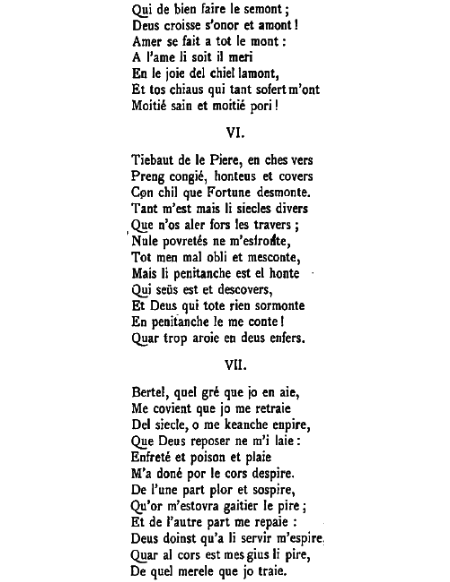 Qui de bien faire le semont ;
Deus croisse s'onor et amont !
Amer se fait a tot le mont :
A l'ame li soit il meri
En le joie del chiel lamont,
Et tos chiaus qui tant sofert m'ont
Moitié sain et moitié pori !
VI.
Tiebaut de le Piere, en ches vers
Preng congié, honteus et covers
Con chil que Fortune desmonte.
Tant m'est mais li siecles divers
Que n'os aler fors les travers ;
Nule povretés ne m'esfronte,
Tot men mal obli et mesconte,
Mais li penitanche est el honte
Qui seüs est et descovers,
Et Deus qui tote rien sormonte
En penitanche le me conte !
Quar trop aroie en deus enfers.
VII.
Bertel, quel gré que jo en aie,
Me covient que jo me retraie
Del siecle, o me keanche enpire,
Que Deus reposer ne m'i laie :
Enfreté et poison et plaie
M'a doné por le cors despire.
De l'une part plor et sospire,
Qu'or m'estovra gaitier le pire ;
Et de l'autre part me repaie :
Deus doinst qu'a li servir m'espire,
Quar al cors est mes gius li pire,
De quel merele que jo traie.